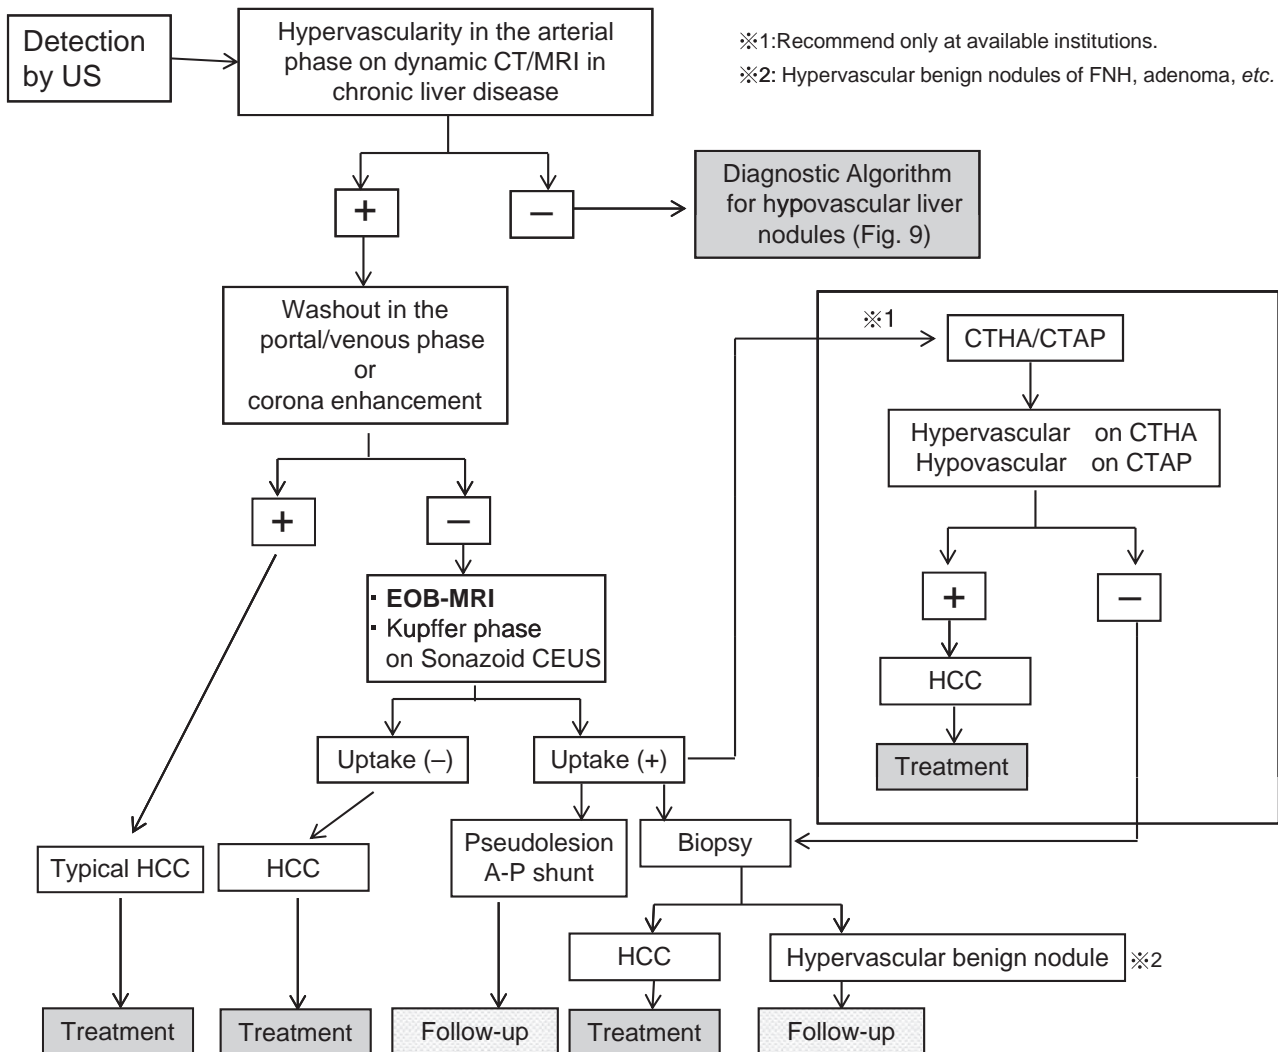 Detection
by US
Hypervascularity in the arterial
phase on dynamic CT/MRI in
chronic liver disease
※1:Recommend only at available institutions.
※2: Hypervascular benign nodules of FNH, adenoma, etc.
+
−
Diagnostic Algorithm
for hypovascular liver
nodules (Fig. 9)
Washout in the
portal/venous phase
or
corona enhancement
+
−
▪ EOB-MRI
▪ Kupffer phase
on Sonazoid CEUS
Uptake (–)
Uptake (+)
※1
CTHA/CTAP
Hypervascular on CTHA
Hypovascular on CTAP
+
−
HCC
Treatment
Typical HCC
HCC
Pseudolesion
A-P shunt
Biopsy
HCC
Hypervascular benign nodule ※2
Treatment
Treatment
Follow-up
Treatment
Follow-up